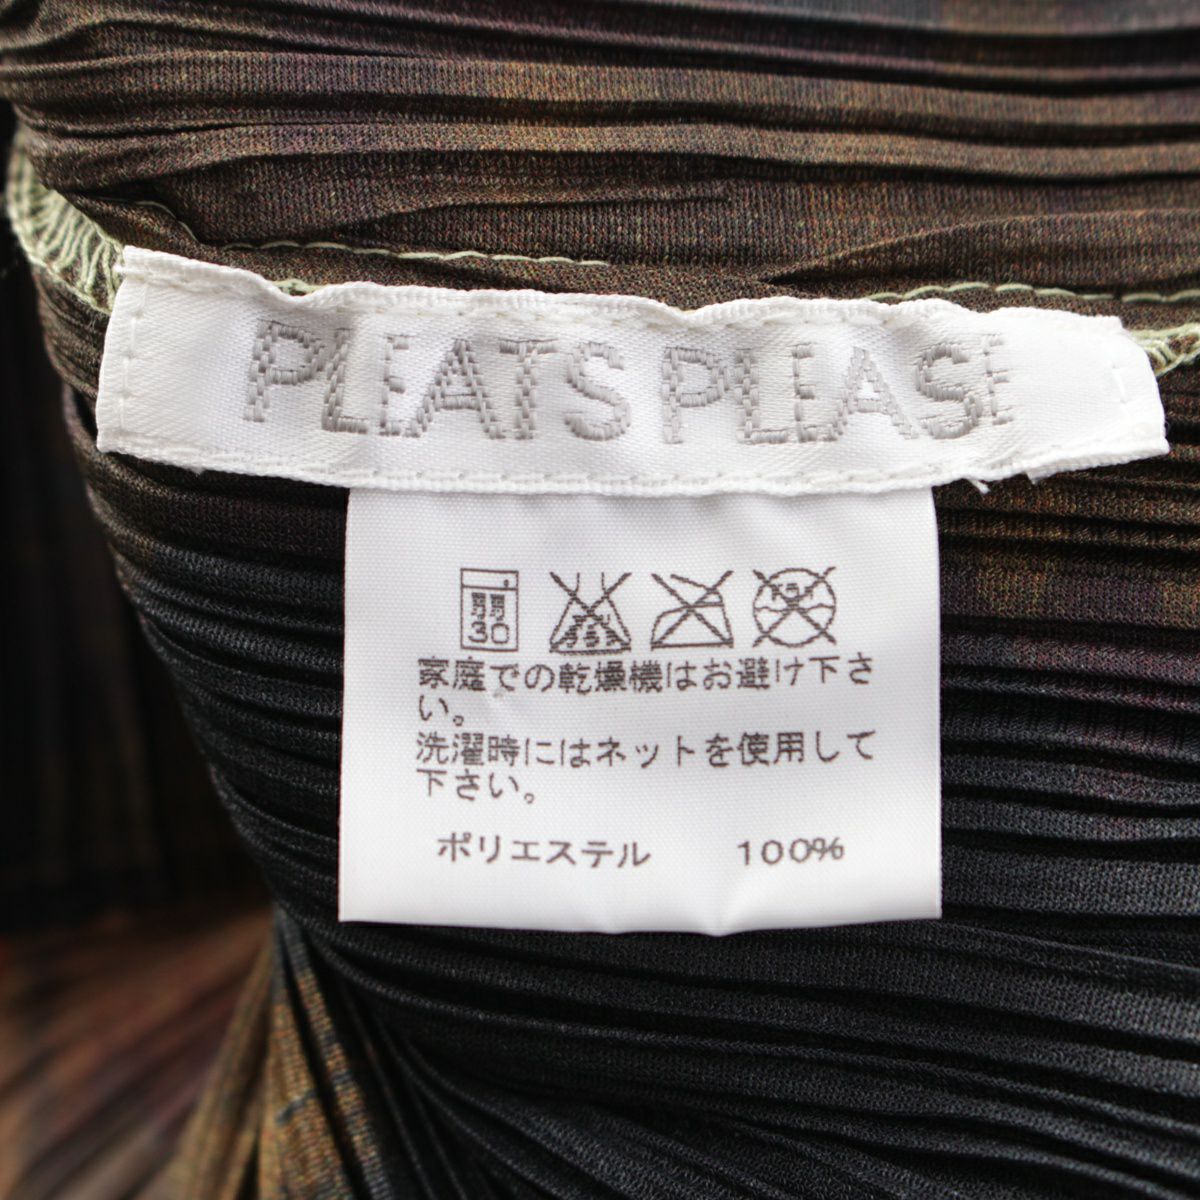 PLEATS PLEASE
弱
30
家庭での乾燥機はお避け下さ
い。
洗濯時にはネットを使用して
下さい。
ポリエステル 100%